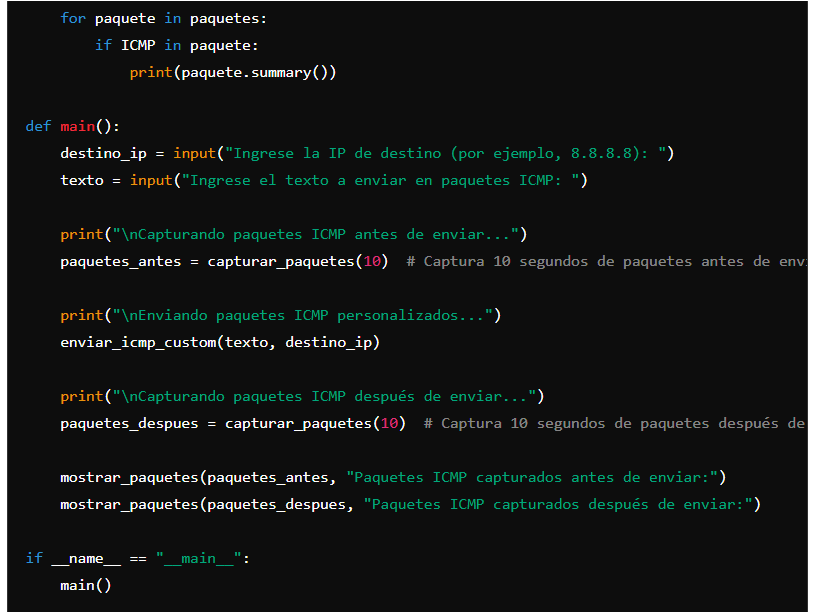 for paquete in paquetes:
if ICMP in paquete:
print(paquete.summary())
def main():
destino_ip = input("Ingrese la IP de destino (por ejemplo, 8.8.8.8): ")
texto = input("Ingrese el texto a enviar en paquetes ICMP: ")
print("\nCapturando paquetes ICMP antes de enviar...")
paquetes_antes = capturar_paquetes(10)  # Captura 10 segundos de paquetes antes de
print("\nEnviando paquetes ICMP personalizados...")
enviar_icmp_custom(texto, destino_ip)
print("\nCapturando paquetes ICMP después de enviar...")
paquetes_despues = capturar_paquetes(10)  # Captura 10 segundos de paquetes después de
mostrar_paquetes(paquetes_antes, "Paquetes ICMP capturados antes de enviar:")
mostrar_paquetes(paquetes_despues, "Paquetes ICMP capturados después de enviar:")
if __name__ == "__main__":
main()